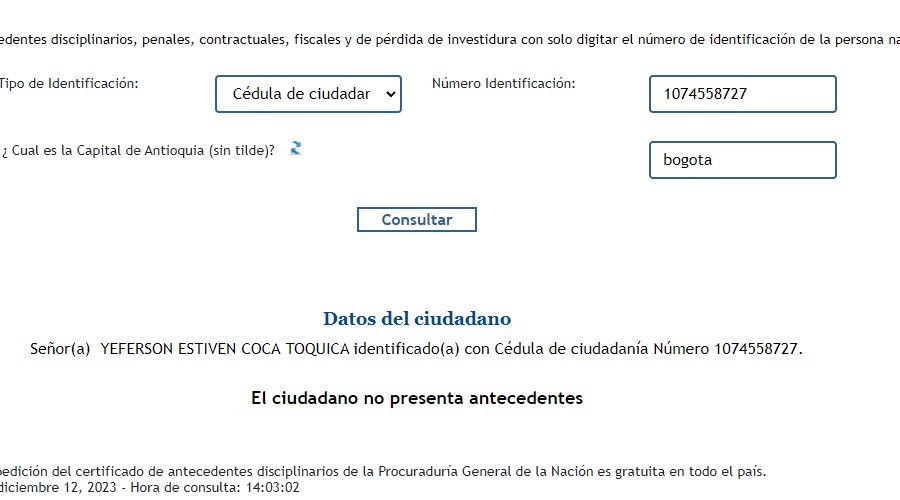 edentes disciplinarios, penales, contractuales, fiscales y de pérdida de investidura con solo digitar el número de identificación de la persona na
Tipo de Identificación: Cédula de ciudadar Número Identificación: 1074558727
¿ Cual es la Capital de Antioquia (sin tilde)? bogota
Consultar
Datos del ciudadano
Señor(a) YEFERSON ESTIVEN COCA TOQUICA identificado(a) con Cédula de ciudadanía Número 1074558727.
El ciudadano no presenta antecedentes
edición del certificado de antecedentes disciplinarios de la Procuraduría General de la Nación es gratuita en todo el país.
diciembre 12, 2023 - Hora de consulta: 14:03:02